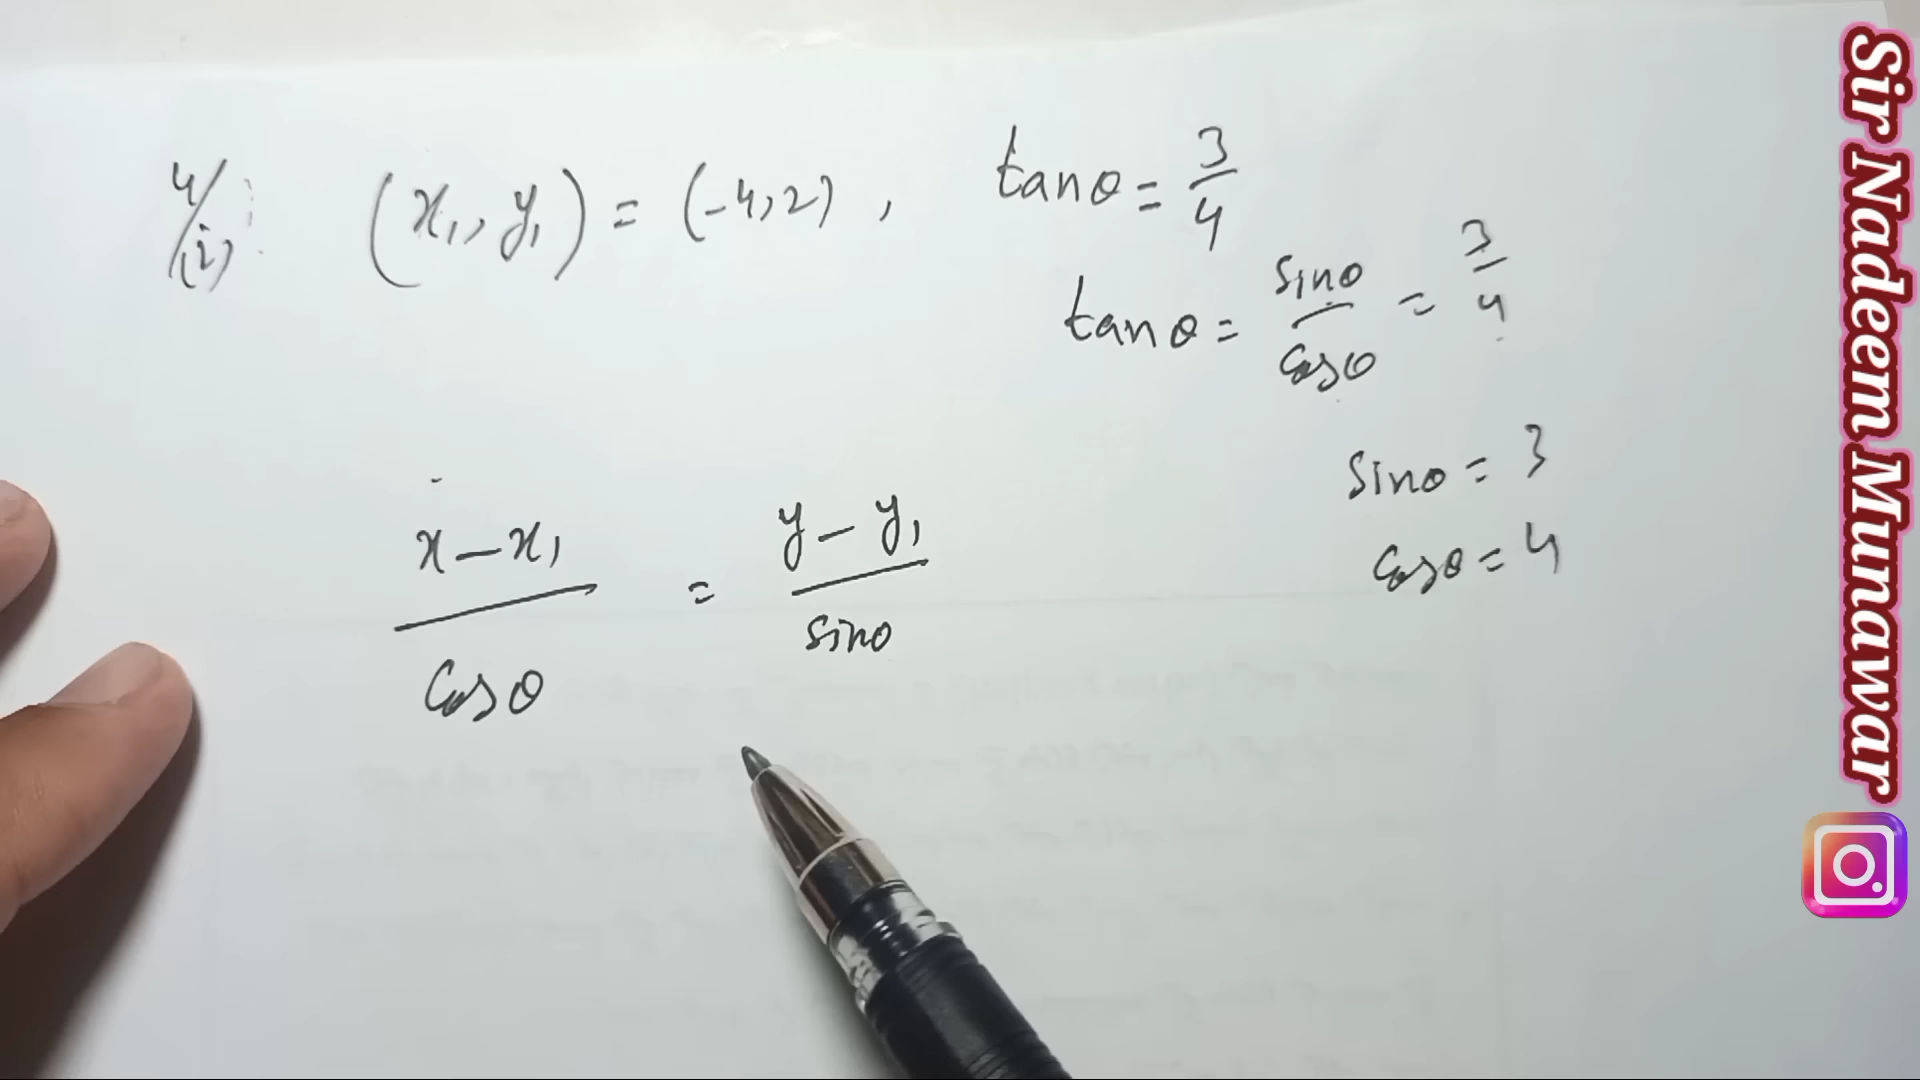 4/(i) (x₁, y₁) = (-4, 2), tanθ = 3/4
tanθ = sinθ/cosθ = 3/4
sinθ = 3
cosθ = 4
x - x₁/cosθ = y - y₁/sinθ
Sir Nadeem Munawar